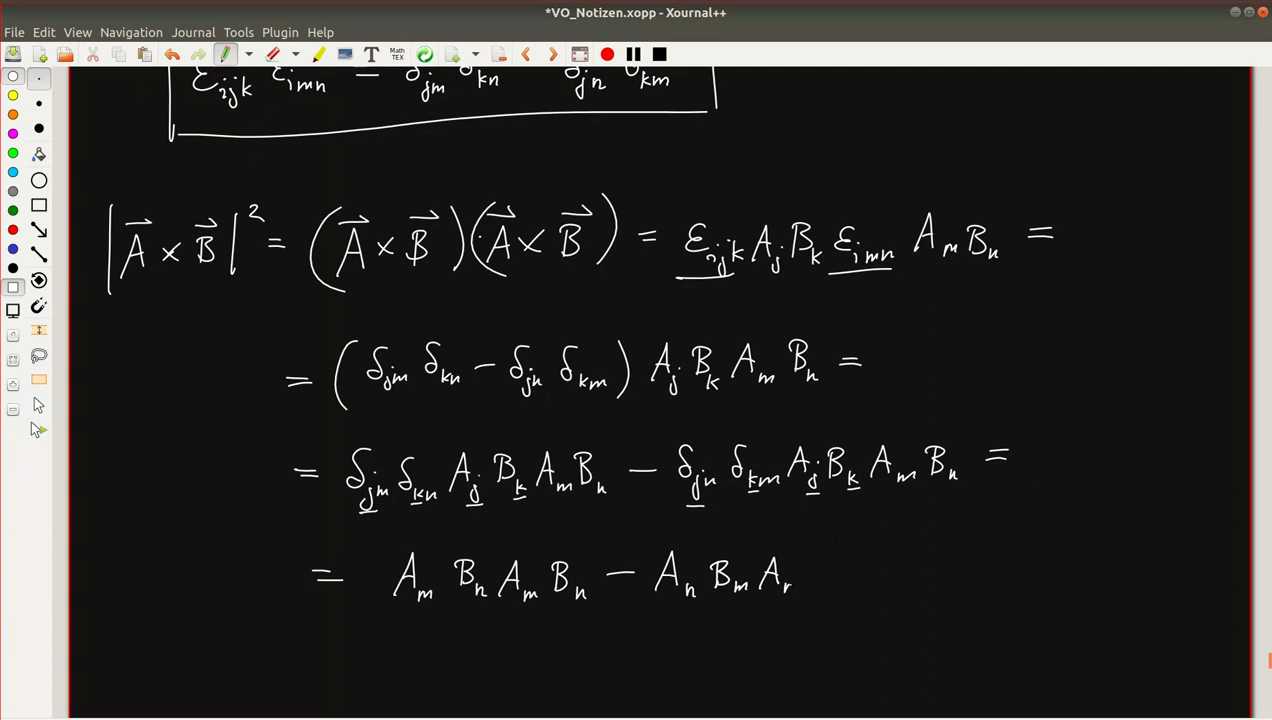 *VO_Notizen.xopp - Xournal++
File Edit View Navigation Journal Tools Plugin Help
T Math TEX
ε_ijk ε_imn = δ_jm δ_kn δ_jn δ_km
|A⃗ × B⃗|² = (A⃗ × B⃗)(A⃗ × B⃗) = ε_ijk A_j B_k ε_imn A_m B_n =
= (δ_jm δ_kn − δ_jn δ_km) A_j B_k A_m B_n =
= δ_jm δ_kn A_j B_k A_m B_n − δ_jn δ_km A_j B_k A_m B_n =
= A_m B_n A_m B_n − A_n B_m A